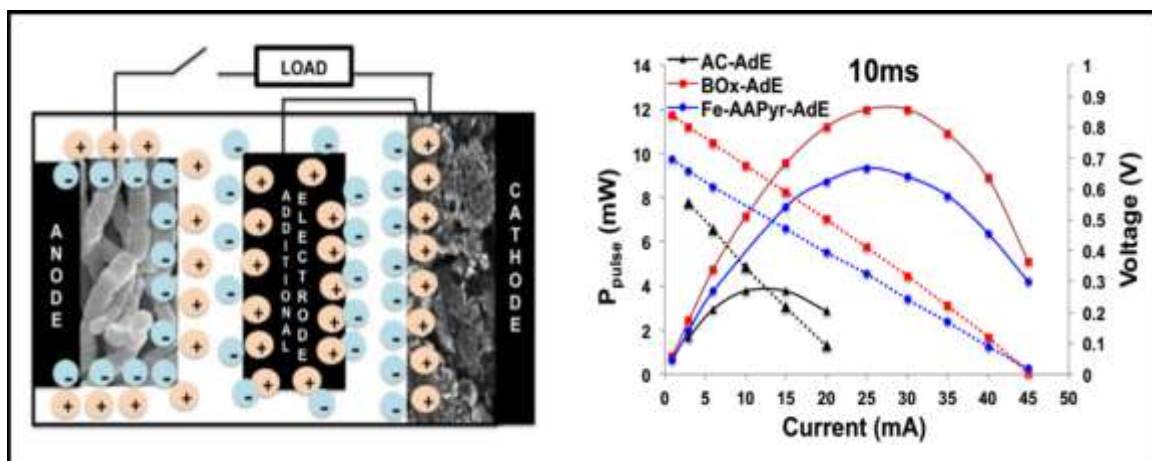 LOAD
ANODE
ADDITIONAL
ELECTRODE
CATHODE
10ms
AC-AdE
BOx-AdE
Fe-AAPyr-AdE
P pulse (mW)
14
12
10
8
6
4
2
0
Voltage (V)
1
0.9
0.8
0.7
0.6
0.5
0.4
0.3
0.2
0.1
0
0 5 10 15 20 25 30 35 40 45 50
Current (mA)